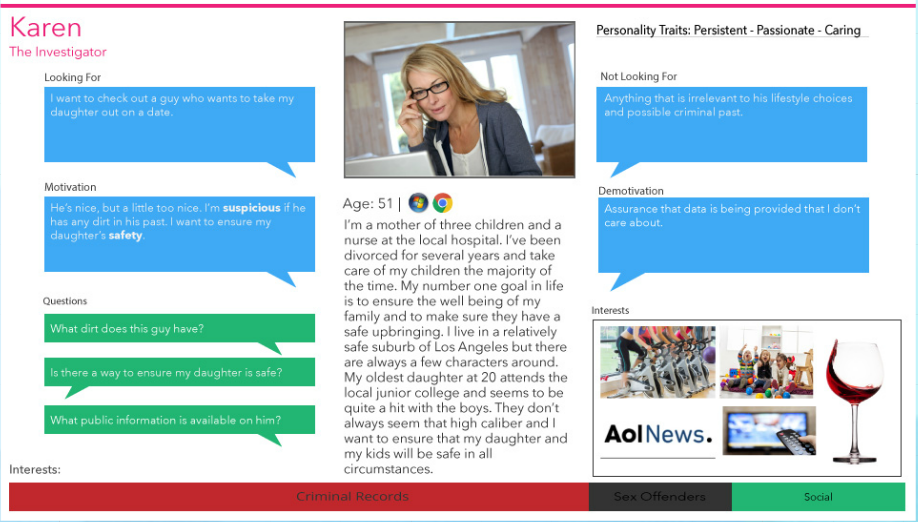 Karen
The Investigator
Looking For
I want to check out a guy who wants to take my
daughter out on a date.
Motivation
He's nice, but a little too nice. I'm suspicious if he
has any dirt in his past. I want to ensure my
daughter's safety.
Questions
What dirt does this guy have?
Is there a way to ensure my daughter is safe?
What public information is available on him?
Age: 51 |
I'm a mother of three children and a
nurse at the local hospital. I've been
divorced for several years and take
care of my children the majority of
the time. My number one goal in life
is to ensure the well being of my
family and to make sure they have a
safe upbringing. I live in a relatively
safe suburb of Los Angeles but there
are always a few characters around.
My oldest daughter at 20 attends the
local junior college and seems to be
quite a hit with the boys. They don't
always seem that high caliber and I
want to ensure that my daughter and
my kids will be safe in all
circumstances.
Personality Traits: Persistent - Passionate - Caring
Not Looking For
Anything that is irrelevant to his lifestyle choices
and possible criminal past.
Demotivation
Assurance that data is being provided that I don't
care about.
Interests
Aol News.
Interests:
Criminal Records
Sex Offenders
Social